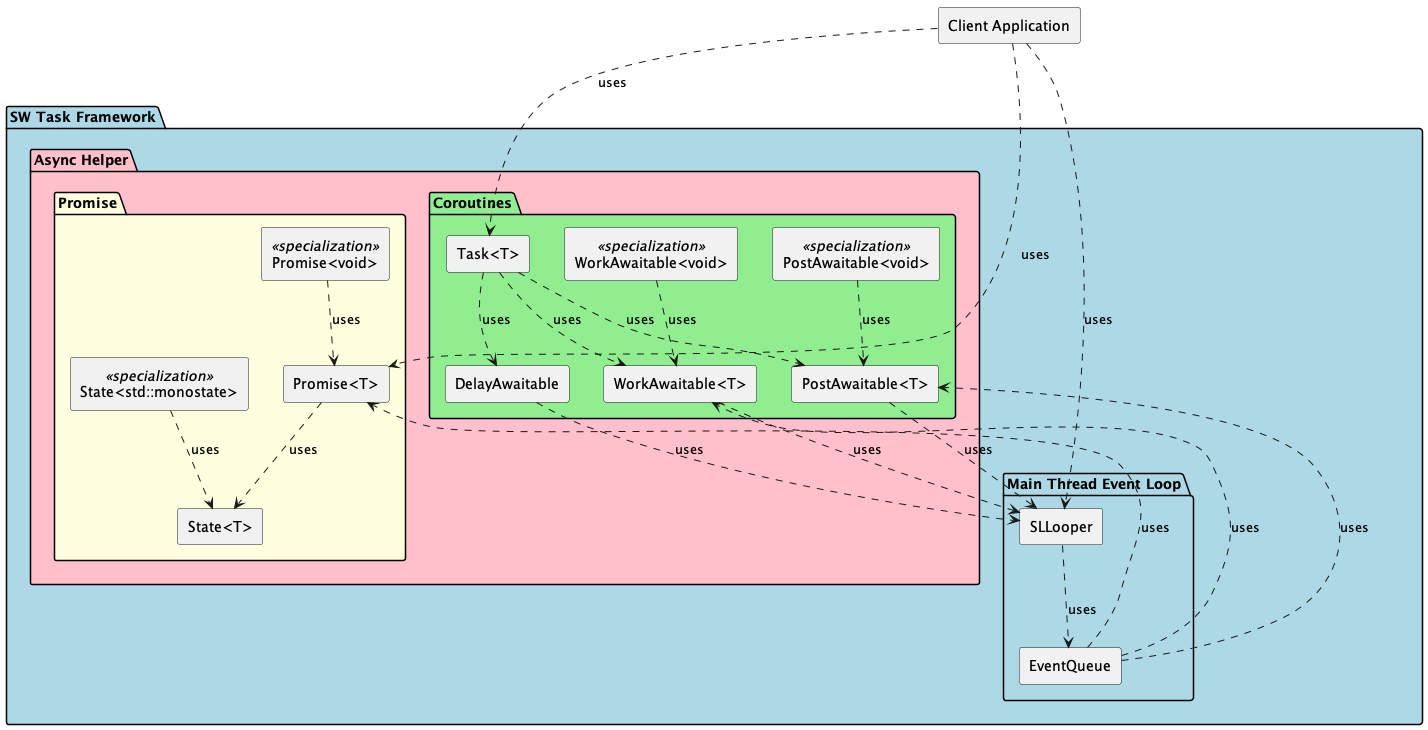 Client Application
uses
SW Task Framework
Async Helper
Promise
Coroutines
«specialization»
Promise<void>
Task<T>
«specialization»
WorkAwaitable<void>
«specialization»
PostAwaitable<void>
uses
uses
uses
uses
uses
uses
uses
uses
«specialization»
State<std::monostate>
Promise<T>
DelayAwaitable
WorkAwaitable<T>
PostAwaitable<T>
uses
uses
uses
uses
uses
Main Thread Event Loop
State<T>
SLLooper
uses
uses
uses
uses
EventQueue